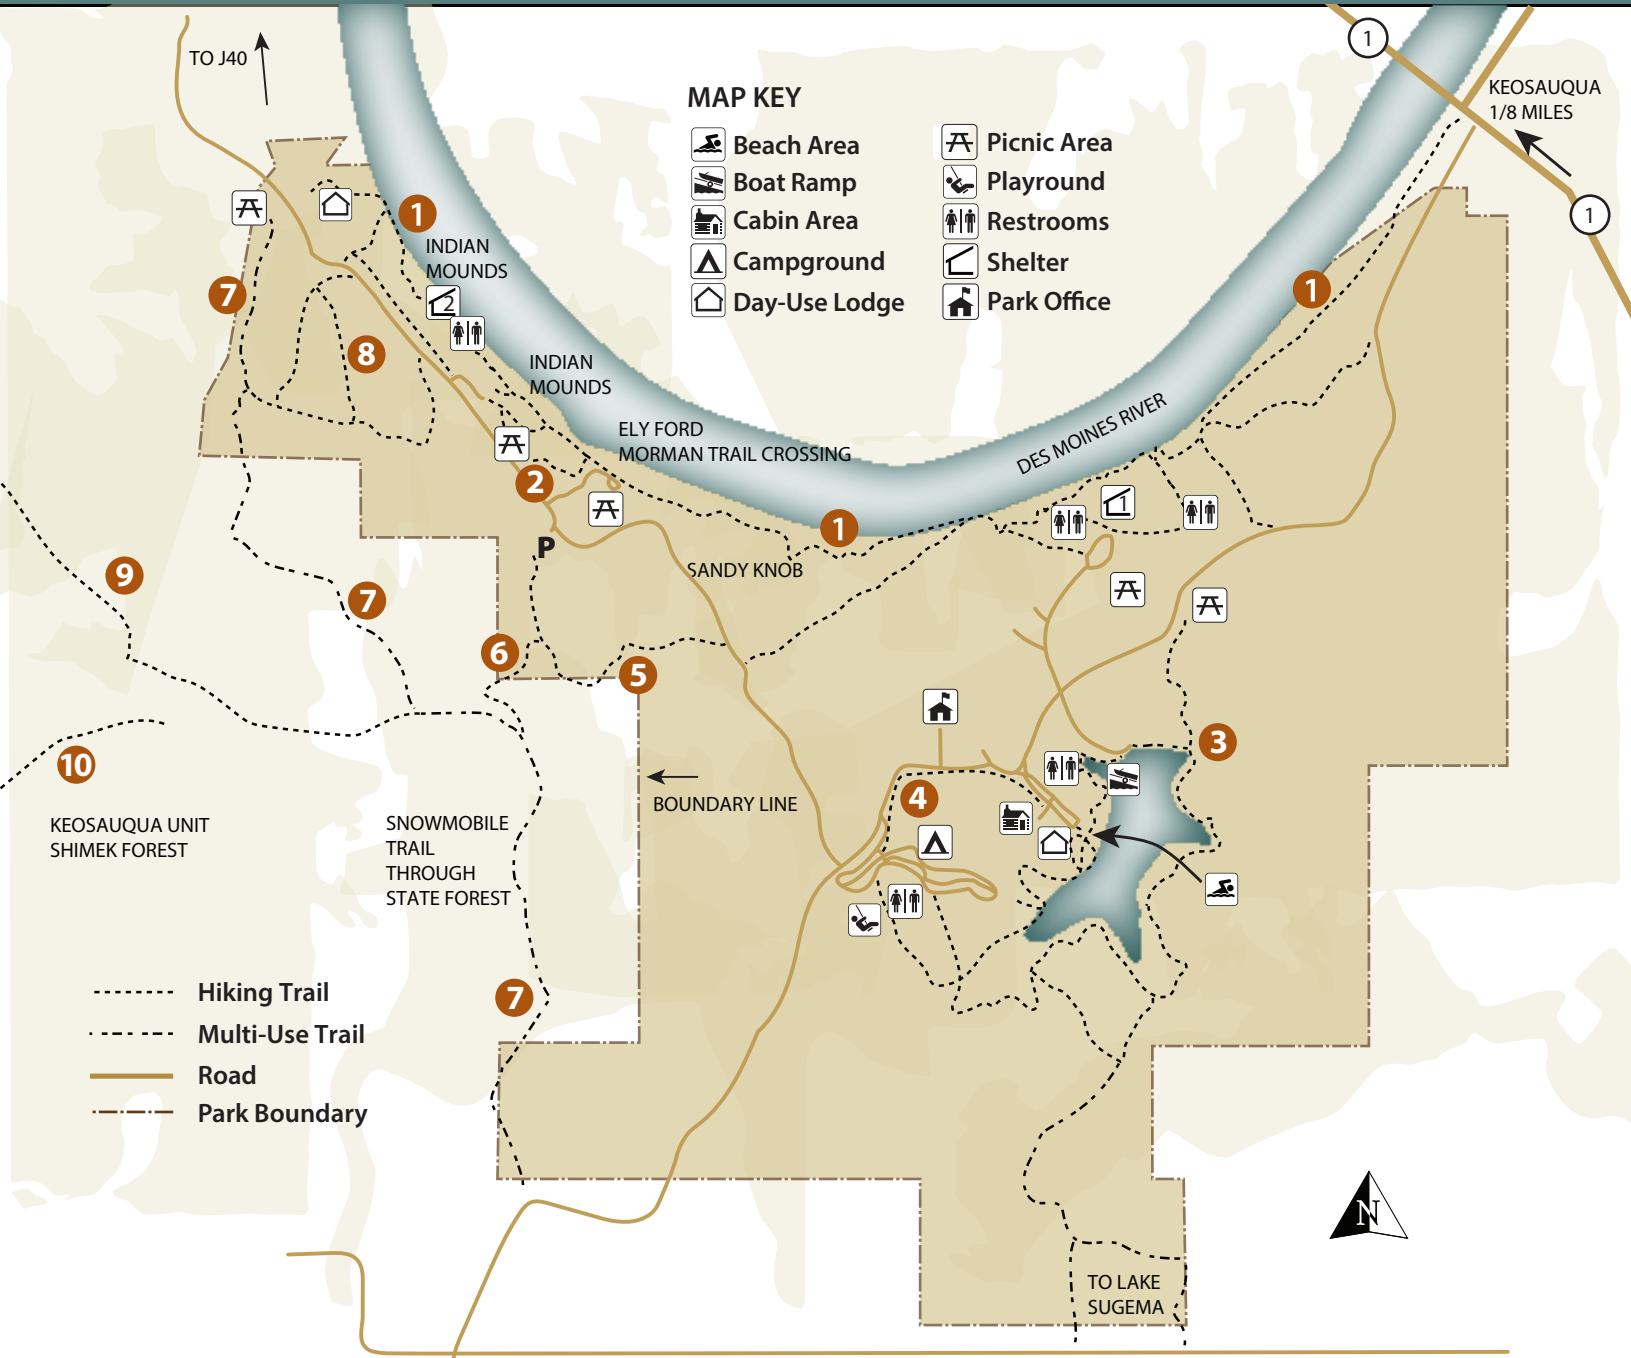 TO J40
1
KEOSAUQUA
1/8 MILES
1
MAP KEY
Beach Area
Boat Ramp
Cabin Area
Campground
Day-Use Lodge
Picnic Area
Playround
Restrooms
Shelter
Park Office
1
INDIAN
MOUNDS
2
7
8
INDIAN
MOUNDS
1
ELY FORD
MORMAN TRAIL CROSSING
DES MOINES RIVER
2
1
1
P
SANDY KNOB
9
7
6
5
3
10
4
BOUNDARY LINE
KEOSAUQUA UNIT
SHIMEK FOREST
SNOWMOBILE
TRAIL
THROUGH
STATE FOREST
7
Hiking Trail
Multi-Use Trail
Road
Park Boundary
N
TO LAKE
SUGEMA